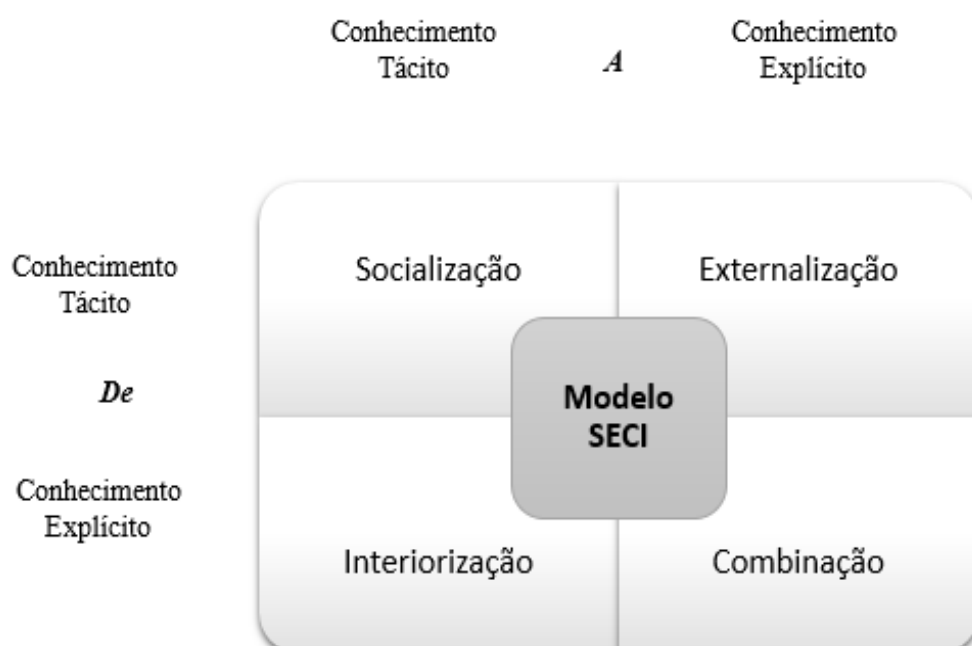 Conhecimento
Tácito
A
Conhecimento
Explícito
Conhecimento
Tácito
Socialização
Externalização
De
Modelo
SECI
Conhecimento
Explícito
Interiorização
Combinação